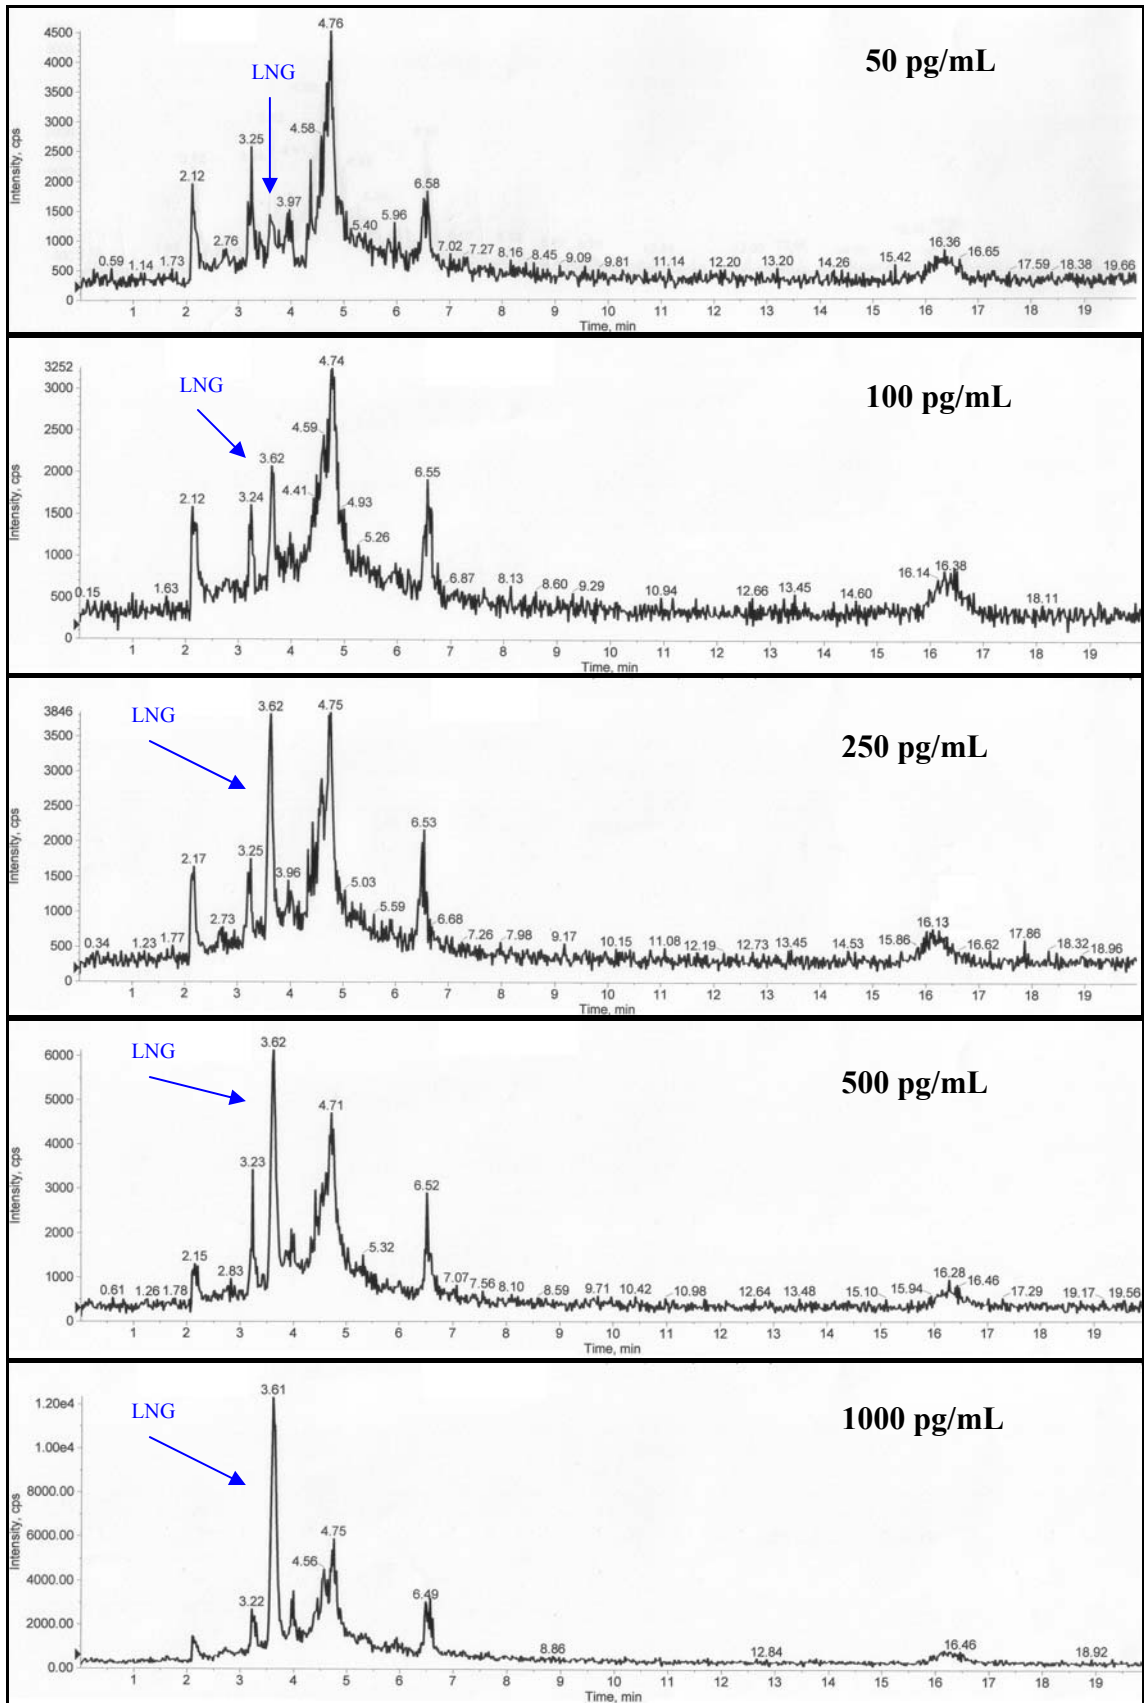 4.76
4500
50 pg/mL
4000
LNG
3500
3000
4.58
3.25
2500
2.12
2000
6.58
3.97
1500
5.96
5.40
2.76
1000
7.02 7.27 8.16 8.45 9.09 9.81 11.14 12.20 13.20 14.26 15.42 16.36 16.65 17.59 18.38 19.66
0.59 1.14 1.73
500
0
Intensity, cps
1 2 3 4 5 6 7 8 9 10 11 12 13 14 15 16 17 18 19
Time, min
4.74
3252
LNG
100 pg/mL
3000
2500
4.59
3.62
6.55
2000
2.12
3.24
4.41
4.93
1500
5.26
1000
6.87 8.13 8.60 9.29 10.94 12.66 13.45 14.60 16.14 16.38 18.11
0.15 1.63
500
0
Intensity, cps
1 2 3 4 5 6 7 8 9 10 11 12 13 14 15 16 17 18 19
Time, min
3.62 4.75
3846
LNG
3500
250 pg/mL
3000
2500
6.53
2000
2.17
3.25
3.96
1500
5.03
5.59
2.73
6.68
1000
0.34 1.23 1.77
7.26 7.98 9.17 10.15 11.08 12.19 12.73 13.45 14.53 15.86 16.13 16.62 17.86 18.32 18.96
500
0
Intensity, cps
1 2 3 4 5 6 7 8 9 10 11 12 13 14 15 16 17 18 19
Time, min
3.62
6000
LNG
500 pg/mL
5000
4.71
4000
3.23
3000
6.52
2000
2.15
5.32
2.83
1000
0.61 1.26 1.78
7.07 7.56 8.10 8.59 9.71 10.42 10.98 12.64 13.48 15.10 15.94 16.28 16.46 17.29 19.17 19.56
0
Intensity, cps
1 2 3 4 5 6 7 8 9 10 11 12 13 14 15 16 17 18 19
Time, min
3.61
1.20e4
LNG
1000 pg/mL
1.00e4
8000.00
6000.00
4.75
4.56
4000.00
3.22
6.49
2000.00
8.86 12.84 16.46 18.92
0.00
Intensity, cps
1 2 3 4 5 6 7 8 9 10 11 12 13 14 15 16 17 18 19
Time, min